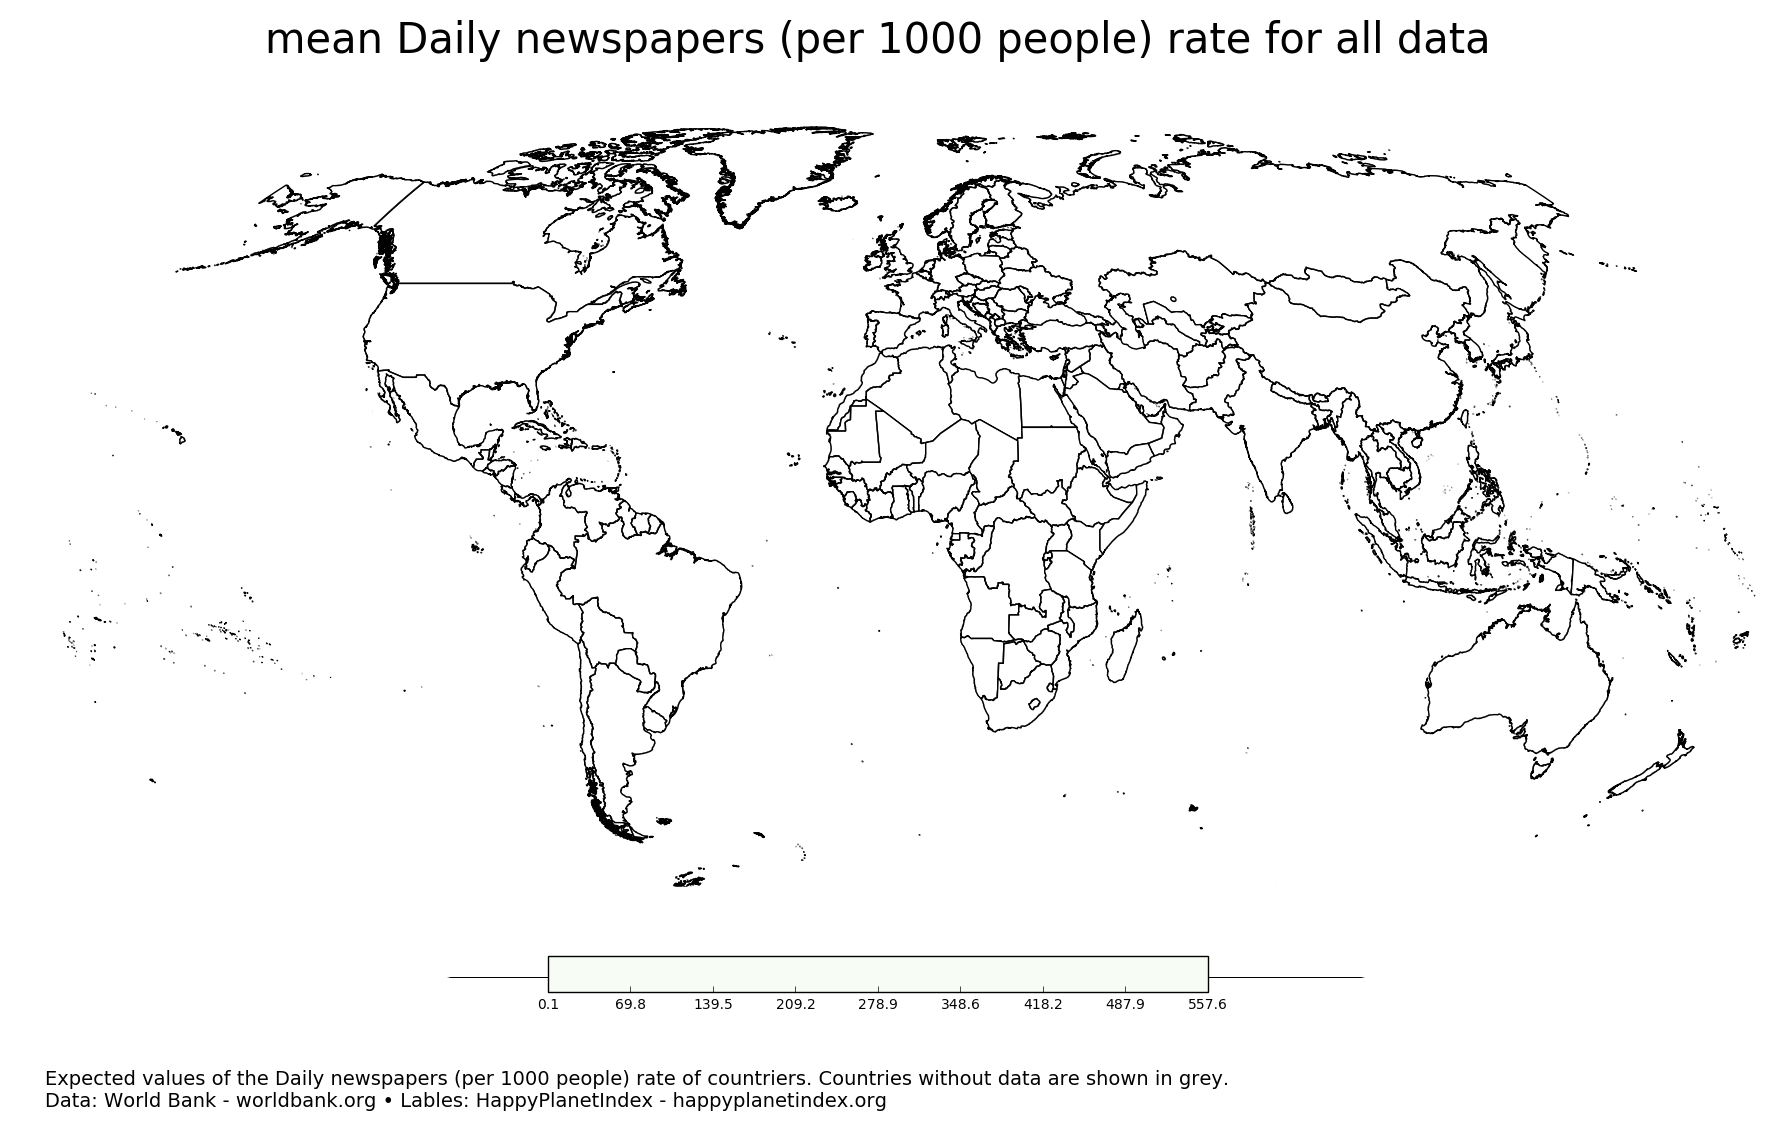 mean Daily newspapers (per 1000 people) rate for all data
0.1 69.8 139.5 209.2 278.9 348.6 418.2 487.9 557.6
Expected values of the Daily newspapers (per 1000 people) rate of countriers. Countries without data are shown in grey.
Data: World Bank - worldbank.org • Lables: HappyPlanetIndex - happyplanetindex.org